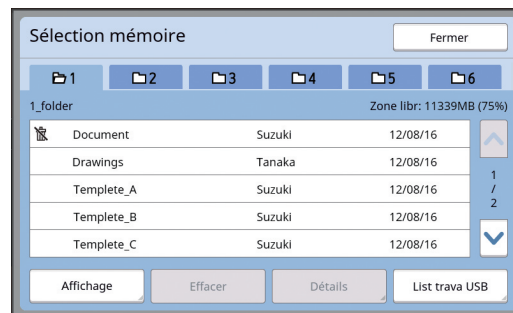 Sélection mémoire Fermer
1 2 3 4 5 6
1_folder Zone libr: 11339MB (75%)
Document Suzuki 12/08/16
Drawings Tanaka 12/08/16
Templete_A Suzuki 12/08/16
Templete_B Suzuki 12/08/16
Templete_C Suzuki 12/08/16
1
/
2
Affichage Effacer Détails List trava USB